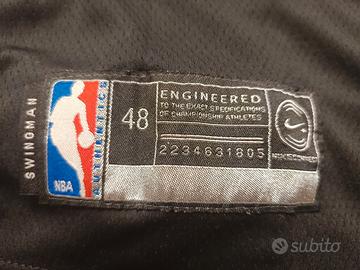 SWINGMAN
NBA
AUTHENTICS
48
ENGINEERED
TO THE EXACT SPECIFICATIONS
OF CHAMPIONSHIP ATHLETES
2234631805
subito